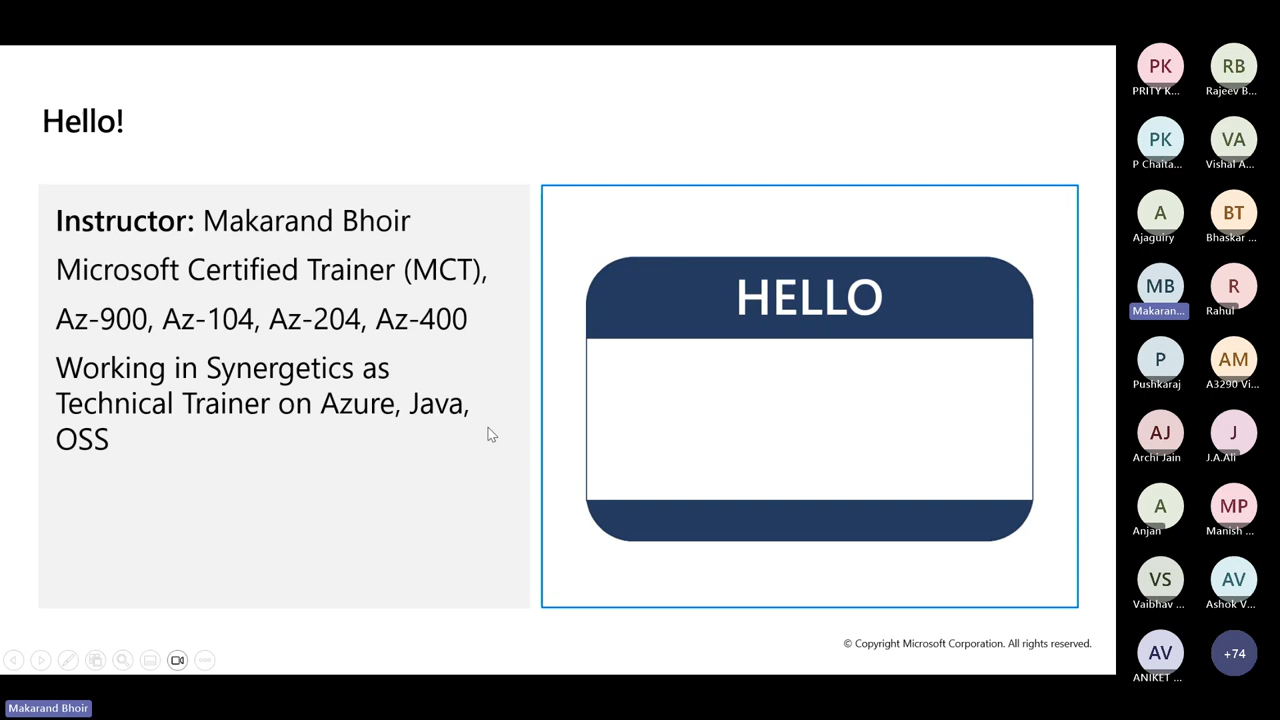 Hello!
Instructor: Makarand Bhoir
Microsoft Certified Trainer (MCT),
Az-900, Az-104, Az-204, Az-400
Working in Synergetics as
Technical Trainer on Azure, Java,
OSS
HELLO
© Copyright Microsoft Corporation. All rights reserved.
Makarand Bhoir
PK
PRITY K...
RB
Rajeev B...
PK
P Chaita...
VA
Vishal A...
A
Ajaguiry
BT
Bhaskar ...
MB
Makaran...
R
Rahul
P
Pushkaraj
AM
A3290 Vi...
AJ
Archi Jain
J
J.A.Ali
A
Anjan
MP
Manish ...
VS
Vaibhav ...
AV
Ashok V...
AV
ANIKET ...
+74